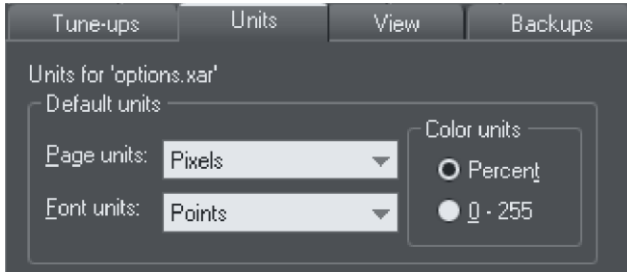 Tune-ups Units View Backups
Units for 'options.xar'
Default units
Page units: Pixels
Font units: Points
Color units
Percent
0 - 255